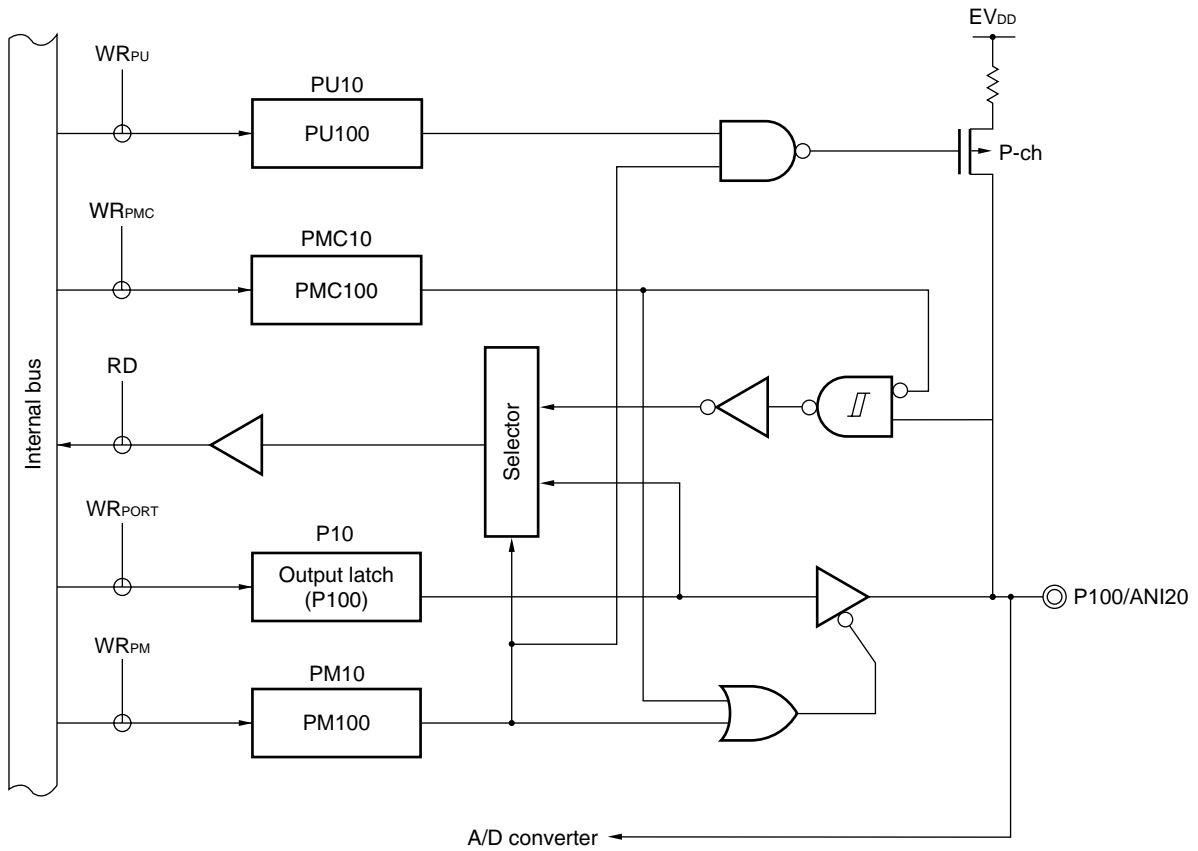 EVDD
WRPU
PU10
PU100
P-ch
WRPMC
PMC10
PMC100
RD
Internal bus
Selector
WRPORT
P10
Output latch
(P100)
P100/ANI20
WRPM
PM10
PM100
A/D converter